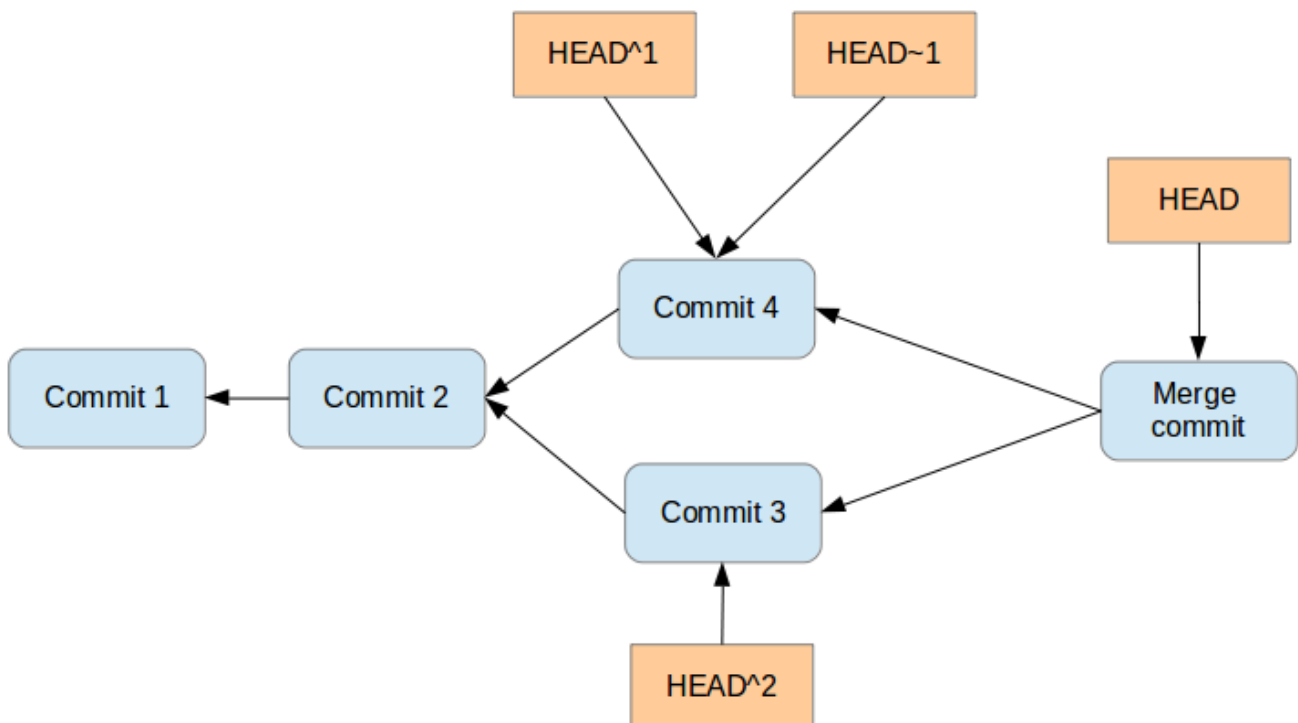 HEAD^1
HEAD~1
HEAD
Commit 4
Commit 1
Commit 2
Merge
commit
Commit 3
HEAD^2